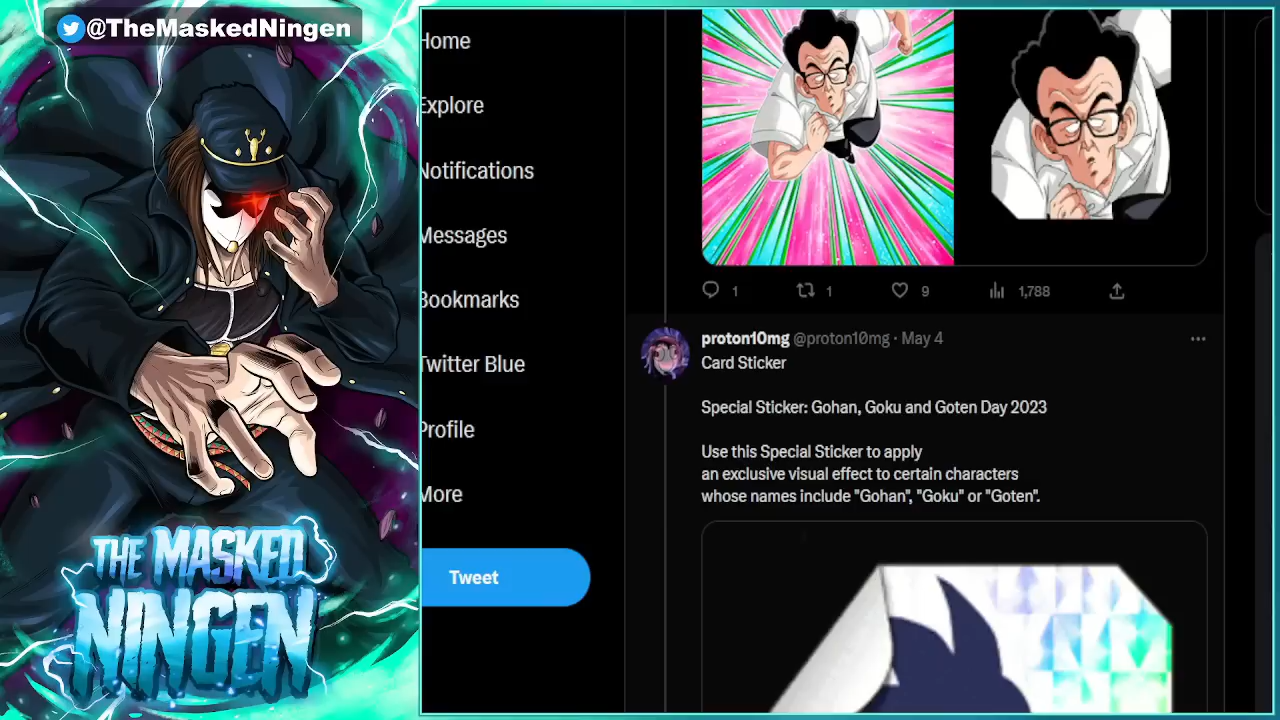 @TheMaskedNingen
THE MASKED
NINGEN
Home
Explore
Notifications
Messages
Bookmarks
Twitter Blue
Profile
More
Tweet
1
1
9
1,788
proton10mg @proton10mg · May 4
Card Sticker
Special Sticker: Gohan, Goku and Goten Day 2023
Use this Special Sticker to apply
an exclusive visual effect to certain characters
whose names include "Gohan", "Goku" or "Goten".